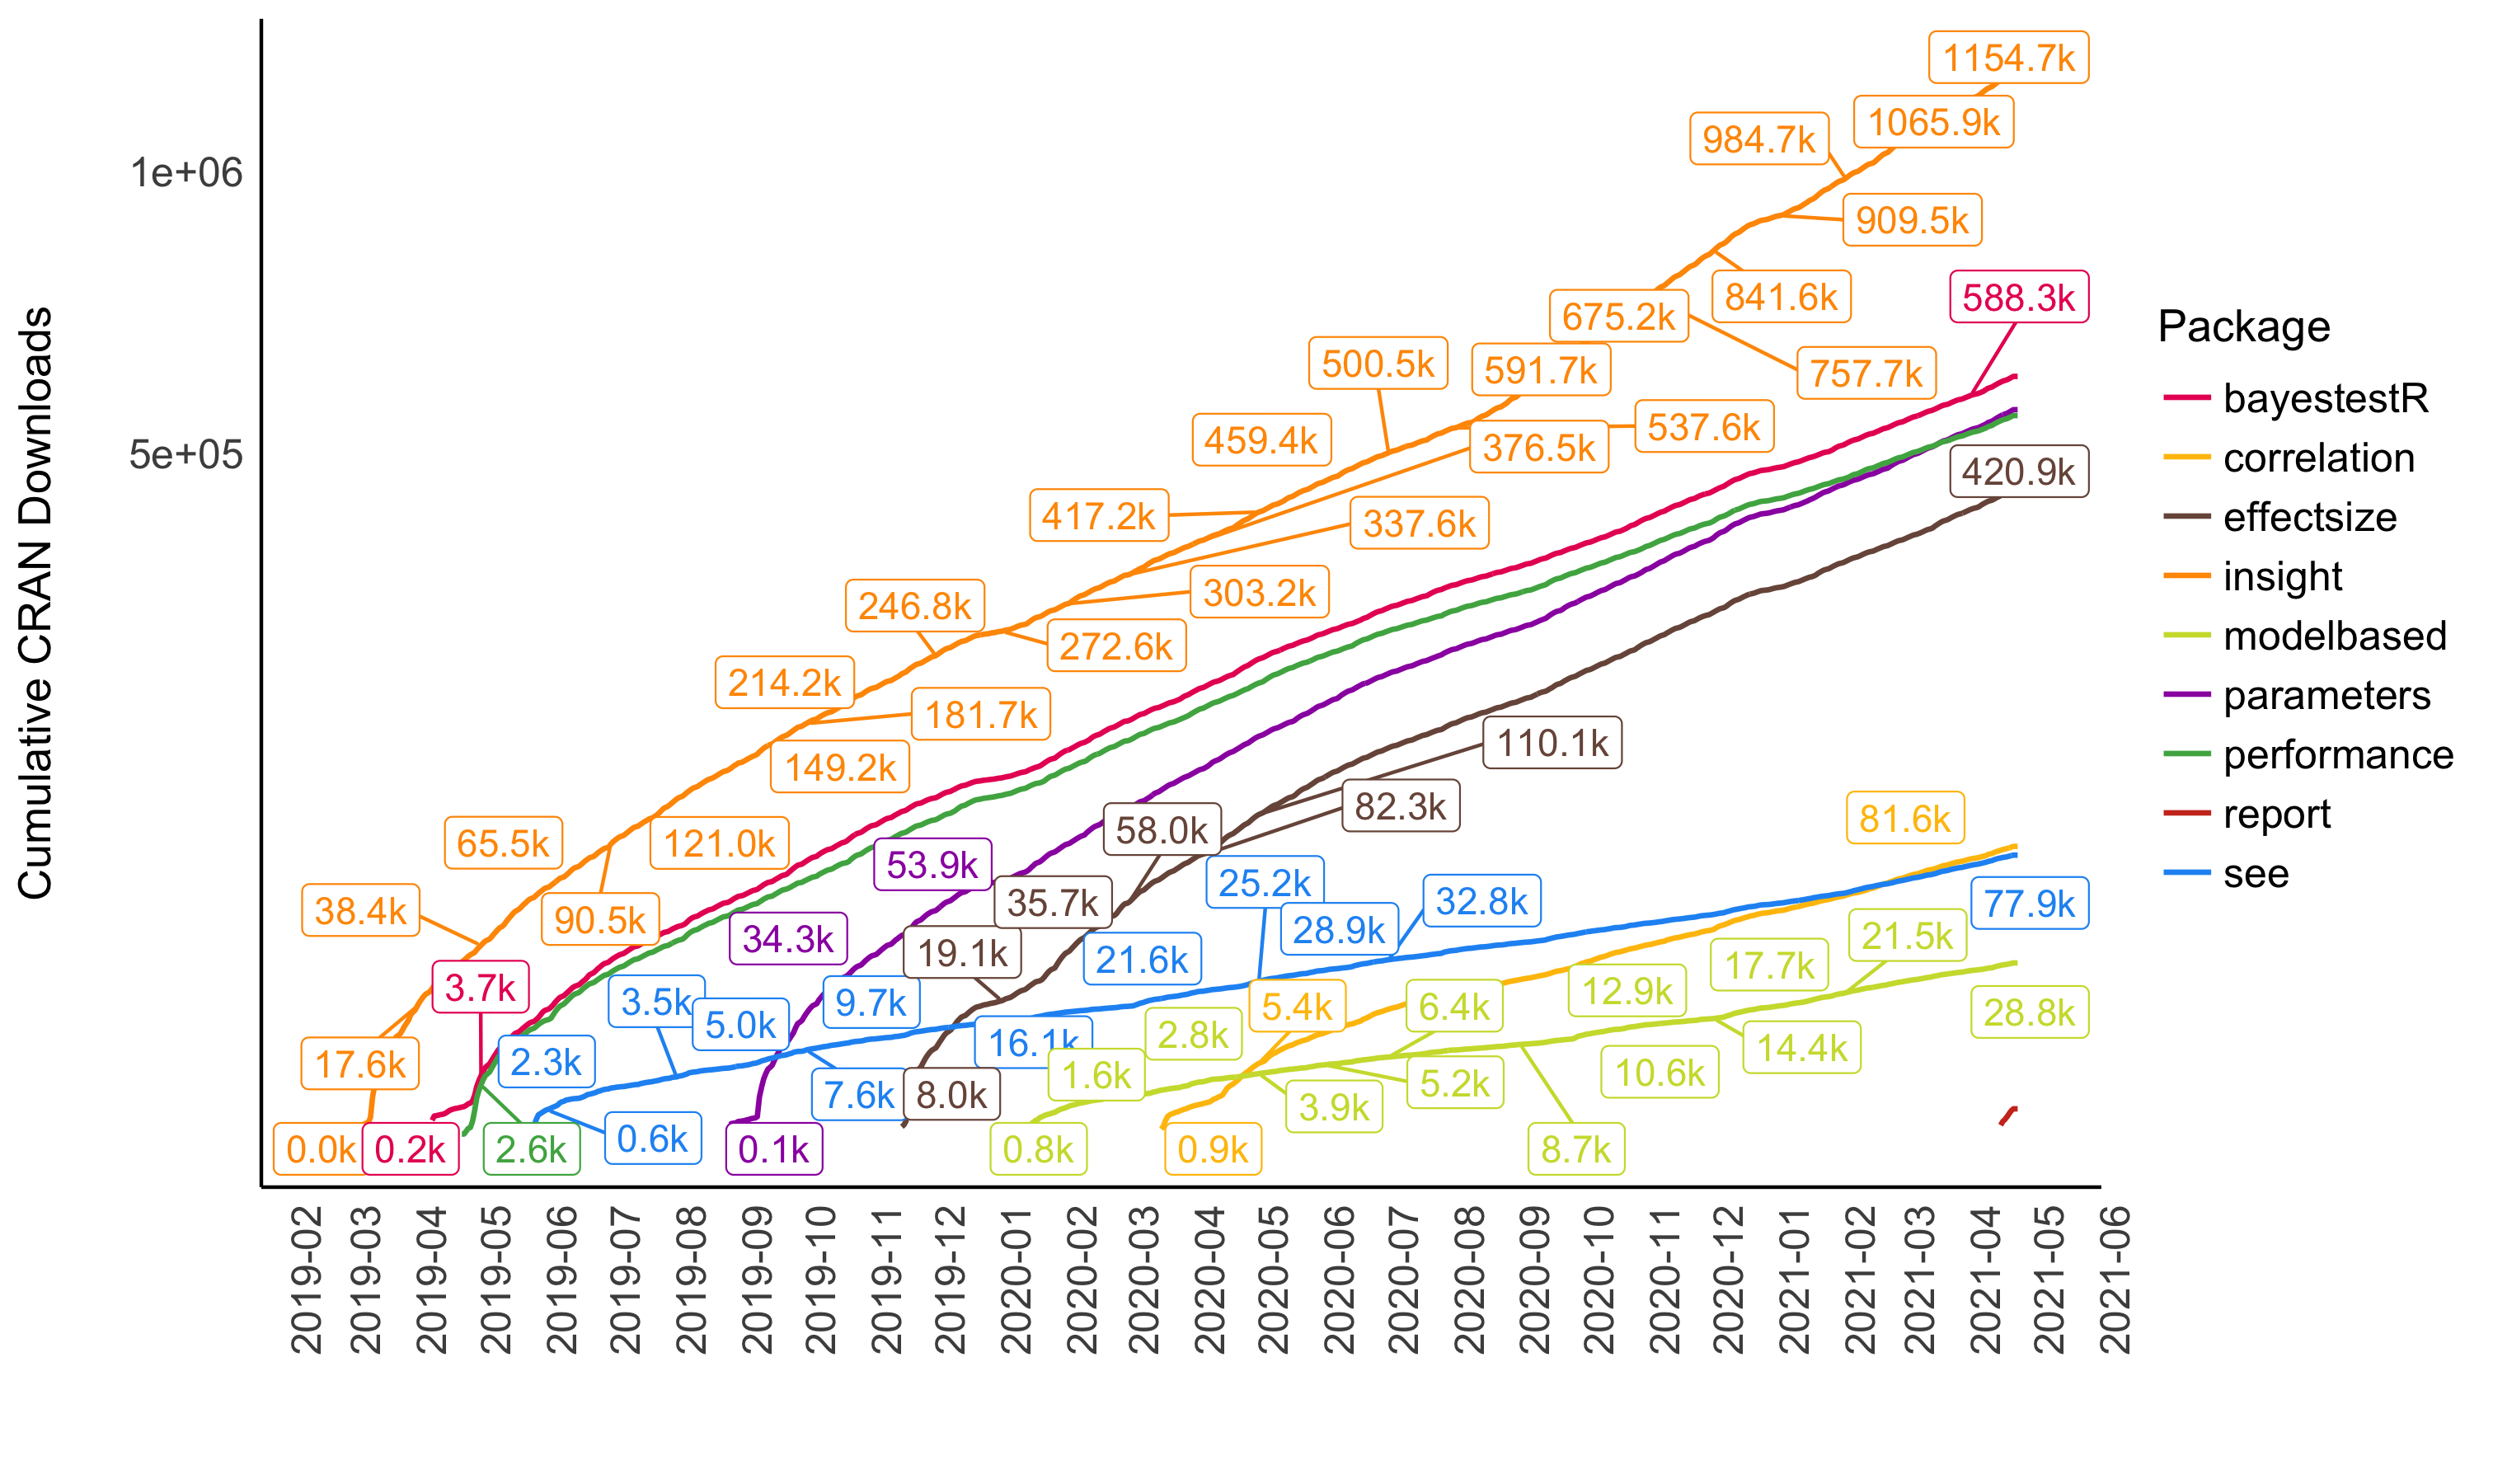 1154.7k
1065.9k
984.7k
1e+06
909.5k
841.6k
588.3k
675.2k
Package
500.5k
591.7k
757.7k
bayestestR
459.4k
537.6k
376.5k
5e+05
correlation
420.9k
417.2k
337.6k
effectsize
Cumulative CRAN Downloads
303.2k
insight
246.8k
272.6k
modelbased
214.2k
181.7k
parameters
149.2k
110.1k
performance
82.3k
81.6k
report
65.5k
121.0k
58.0k
53.9k
see
38.4k
90.5k
35.7k
25.2k
32.8k
77.9k
34.3k
19.1k
21.6k
28.9k
21.5k
17.7k
3.7k
3.5k
5.0k
9.7k
5.4k
6.4k
12.9k
28.8k
17.6k
2.3k
16.1k
2.8k
14.4k
1.6k
10.6k
7.6k
8.0k
5.2k
3.9k
0.0k
0.2k
2.6k
0.6k
0.1k
0.8k
0.9k
8.7k
2019-02
2019-03
2019-04
2019-05
2019-06
2019-07
2019-08
2019-09
2019-10
2019-11
2019-12
2020-01
2020-02
2020-03
2020-04
2020-05
2020-06
2020-07
2020-08
2020-09
2020-10
2020-11
2020-12
2021-01
2021-02
2021-03
2021-04
2021-05
2021-06